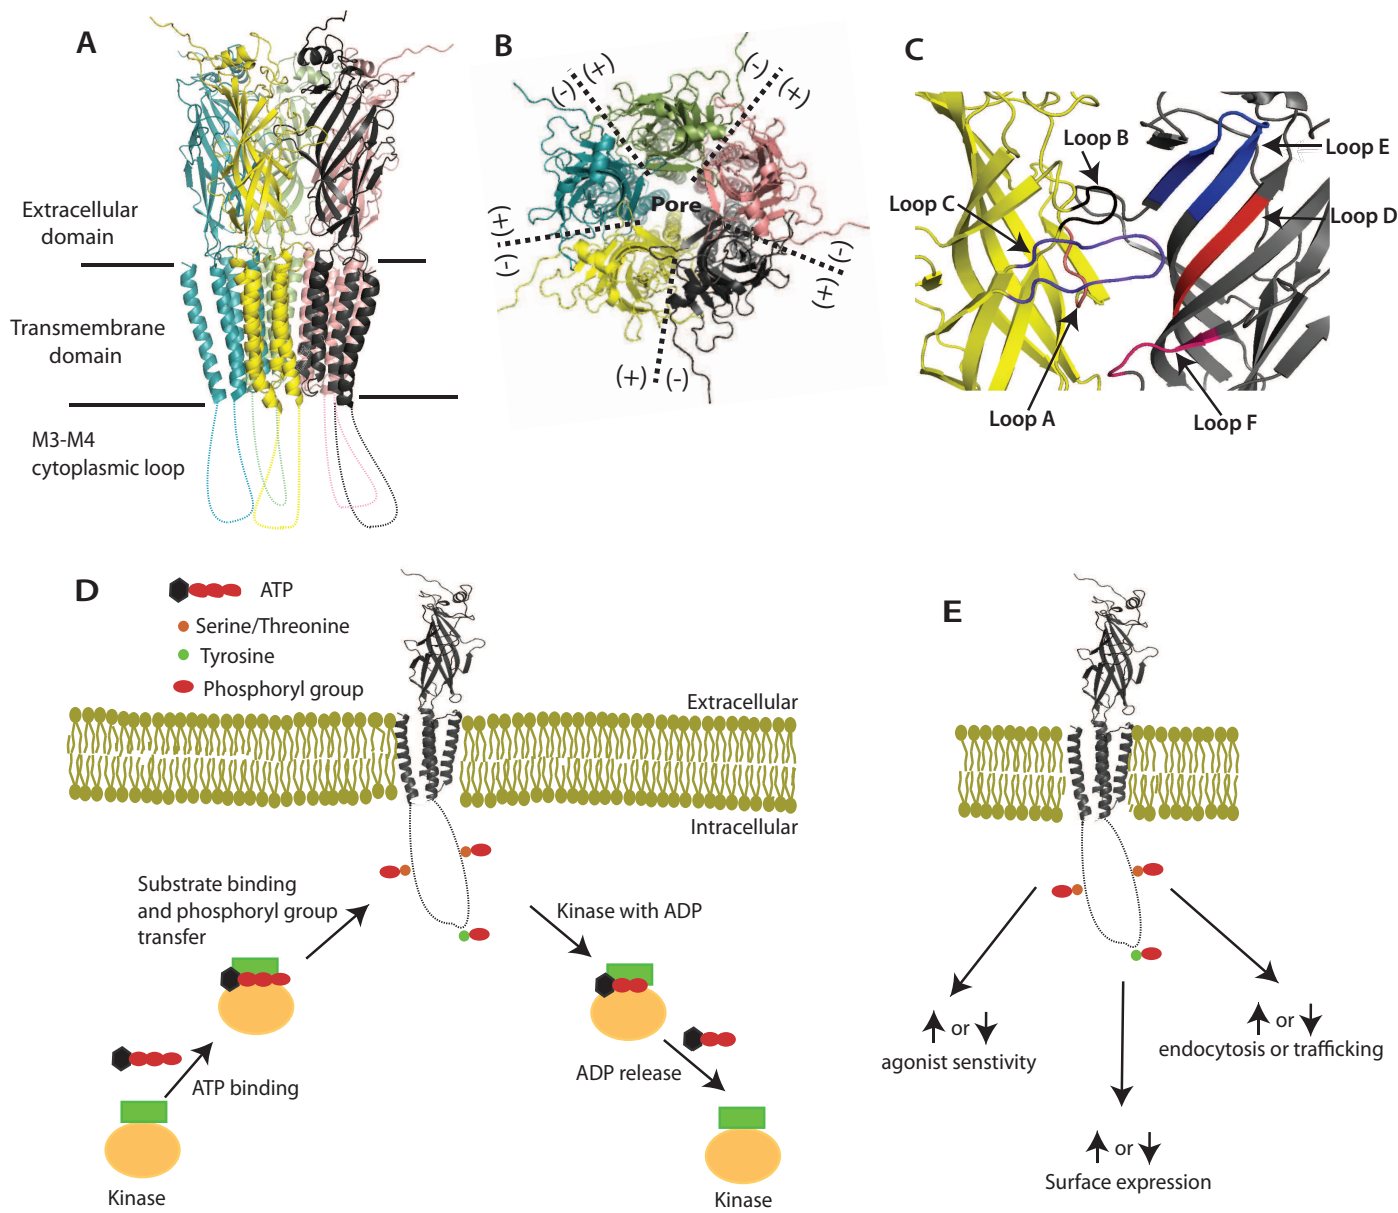 A
Extracellular
domain
Transmembrane
domain
M3-M4
cytoplasmic loop
B
(-)
(+)
(-)
(+)
(+)
(-)
Pore
(-)
(+)
(+)
(-)
C
Loop B
Loop E
Loop C
Loop D
Loop A
Loop F
D
ATP
Serine/Threonine
Tyrosine
Phosphoryl group
Extracellular
Intracellular
Substrate binding
and phosphoryl group
transfer
Kinase with ADP
ATP binding
ADP release
Kinase
Kinase
E
or
agonist senstivity
or
endocytosis or trafficking
or
Surface expression